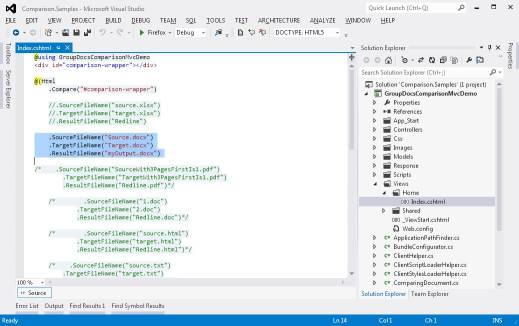 Comparison.Samples - Microsoft Visual Studio
Quick Launch (Ctrl+Q)
FILE EDIT VIEW PROJECT BUILD DEBUG TEAM SQL TOOLS TEST ARCHITECTURE ANALYZE WINDOW HELP
Firefox Debug DOCTYPE: HTML5
Toolbox
Server Explorer
Properties
Index.cshtml
@using GroupDocsComparisonMvcDemo
<div id="comparison-wrapper"></div>
@(Html
.Compare("#comparison-wrapper")
//.SourceFileName("source.xlsx")
//.TargetFileName("target.xlsx")
//.ResultFileName("Redline")
.SourceFileName("Source.docx")
.TargetFileName("Target.docx")
.ResultFileName("myOutput.docx")
/* .SourceFileName("SourceWith3PagesFirstIs1.pdf")
.TargetFileName("TargetWith3PagesFirstIs1.pdf")
.ResultFileName("Redline.pdf")*/
/* .SourceFileName("1.doc")
.TargetFileName("2.doc")
.ResultFileName("Redline.doc")*/
/* .SourceFileName("source.html")
.TargetFileName("target.html")
.ResultFileName("Redline.html")*/
/* .SourceFileName("source.txt")
.TargetFileName("target.txt")
100 %
Source
Error List Output Find Results 1 Find Symbol Results
Solution Explorer
Search Solution Explorer (Ctrl+;)
Solution 'Comparison.Samples' (1 project)
GroupDocsComparisonMvcDemo
Properties
References
App_Start
Controllers
Css
Images
Models
Response
Scripts
Views
Home
Index.cshtml
Shared
_ViewStart.cshtml
Web.config
ApplicationPathFinder.cs
BundleConfigurator.cs
ClientScriptLoaderHelper.cs
ClientStylesLoaderHelper.cs
ComparingDocument.cs
Solution Explorer Team Explorer
Ready Ln 14 Col 1 Ch 1 INS